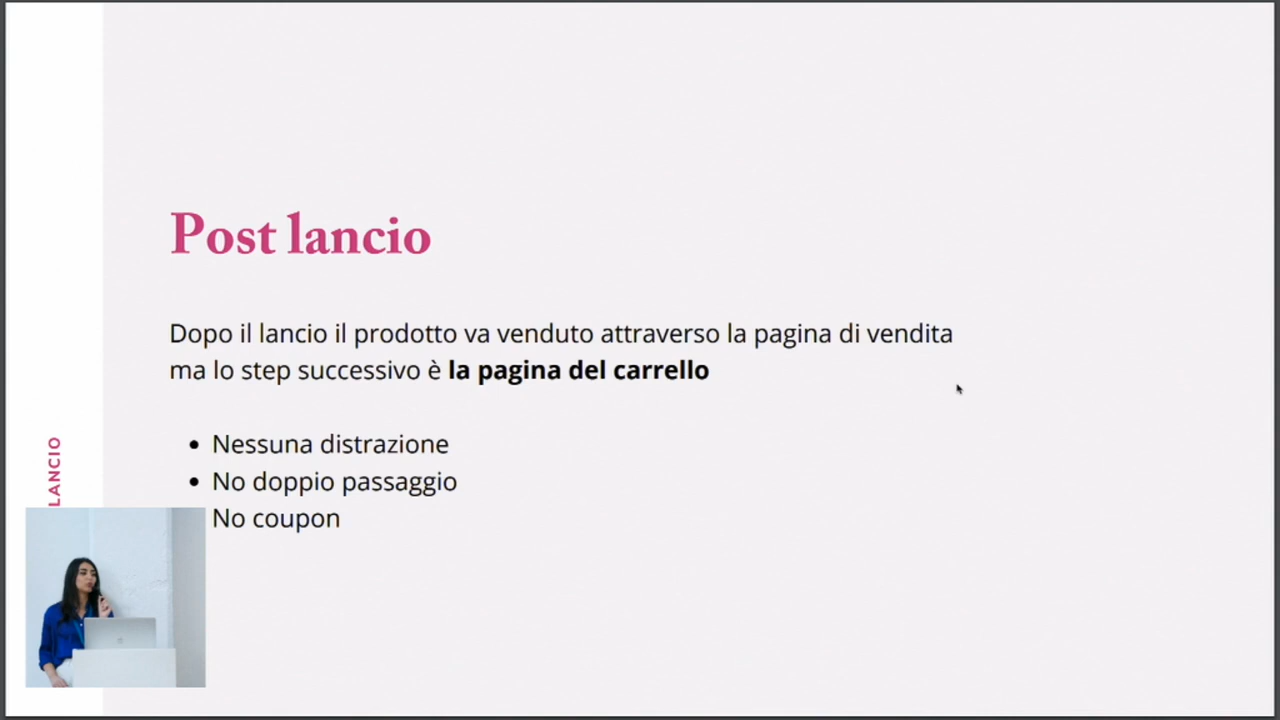 Post lancio
Dopo il lancio il prodotto va venduto attraverso la pagina di vendita
ma lo step successivo è la pagina del carrello
• Nessuna distrazione
• No doppio passaggio
No coupon
LANCIO